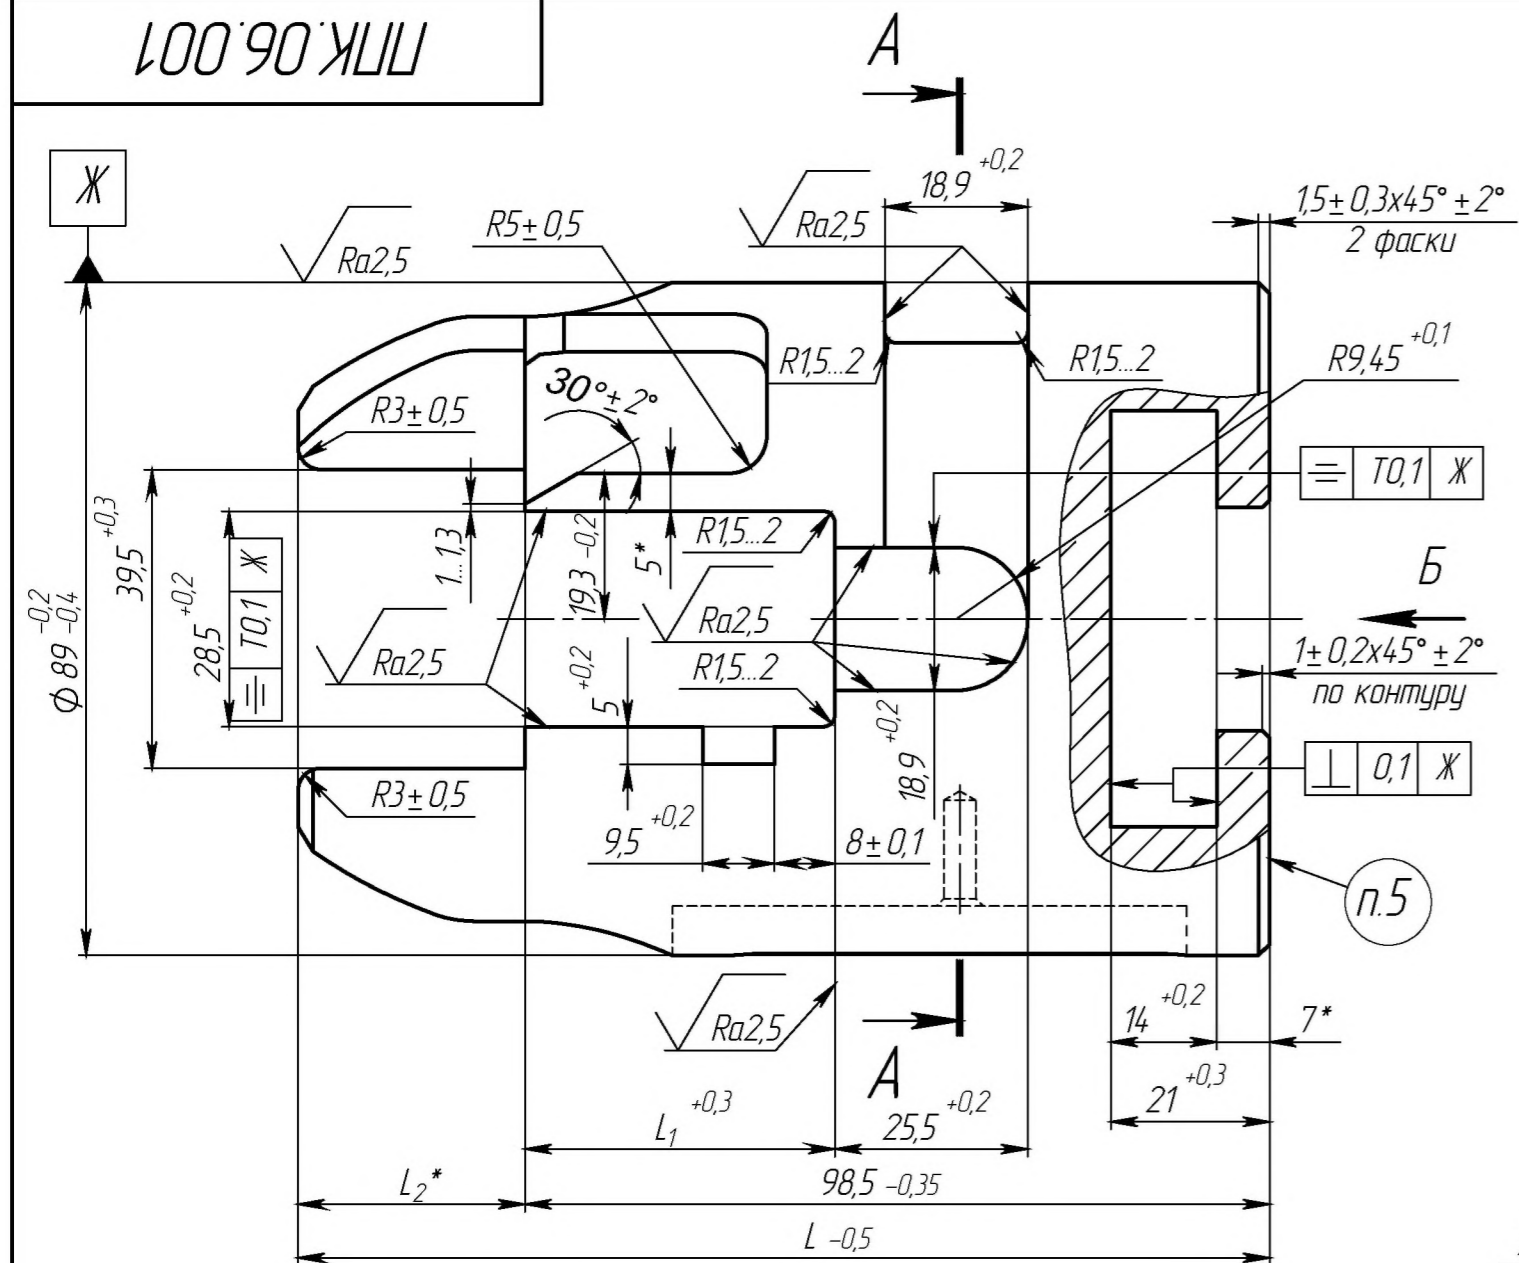 ППК.06.001
А
Ж
18,9 +0,2
1,5±0,3х45°±2°
2 фаски
R5±0,5
Ra2,5
Ra2,5
R1,5...2
R1,5...2
R9,45 +0,1
30°±2°
R3±0,5
= Т0,1 Ж
39,5 +0,3
1...1,3
19,3 -0,2
5*
R1,5...2
Б
ϕ89 -0,2 -0,4
28,5 +0,2
= Т0,1 Ж
Ra2,5
Ra2,5
5 +0,2
R1,5...2
1±0,2х45°±2°
по контуру
18,9 +0,2
⊥ 0,1 Ж
R3±0,5
9,5 +0,2
8±0,1
п.5
Ra2,5
14 +0,2
7*
А
21 +0,3
L1 +0,3
25,5 +0,2
L2*
98,5 -0,35
L -0,5